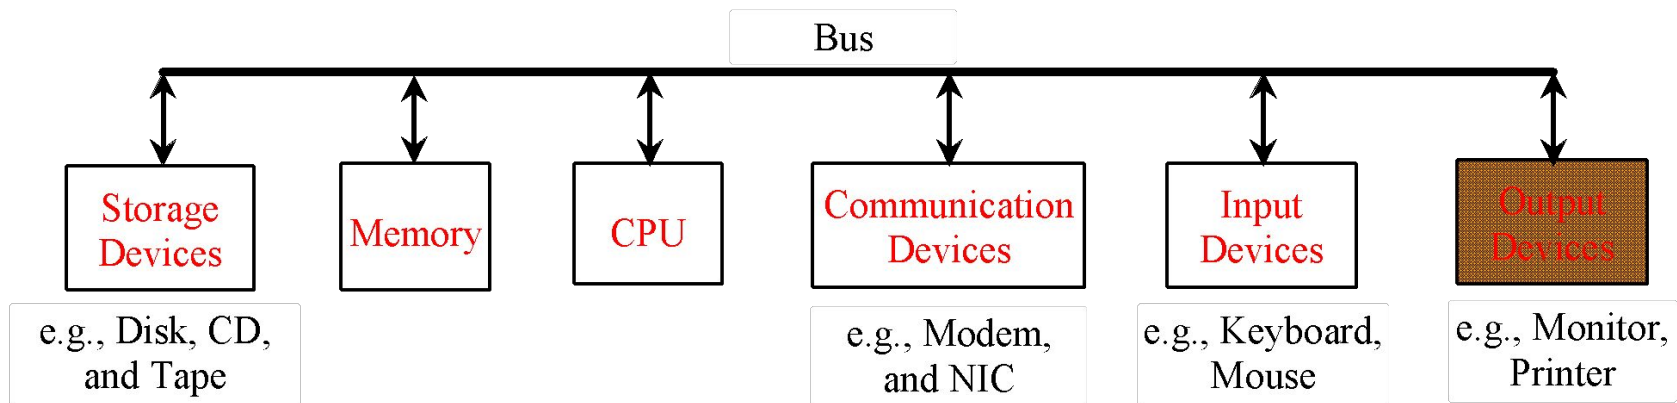 Bus
Storage
Devices
Memory
CPU
Communication
Devices
Input
Devices
Output
Devices
e.g., Disk, CD,
and Tape
e.g., Modem,
and NIC
e.g., Keyboard,
Mouse
e.g., Monitor,
Printer